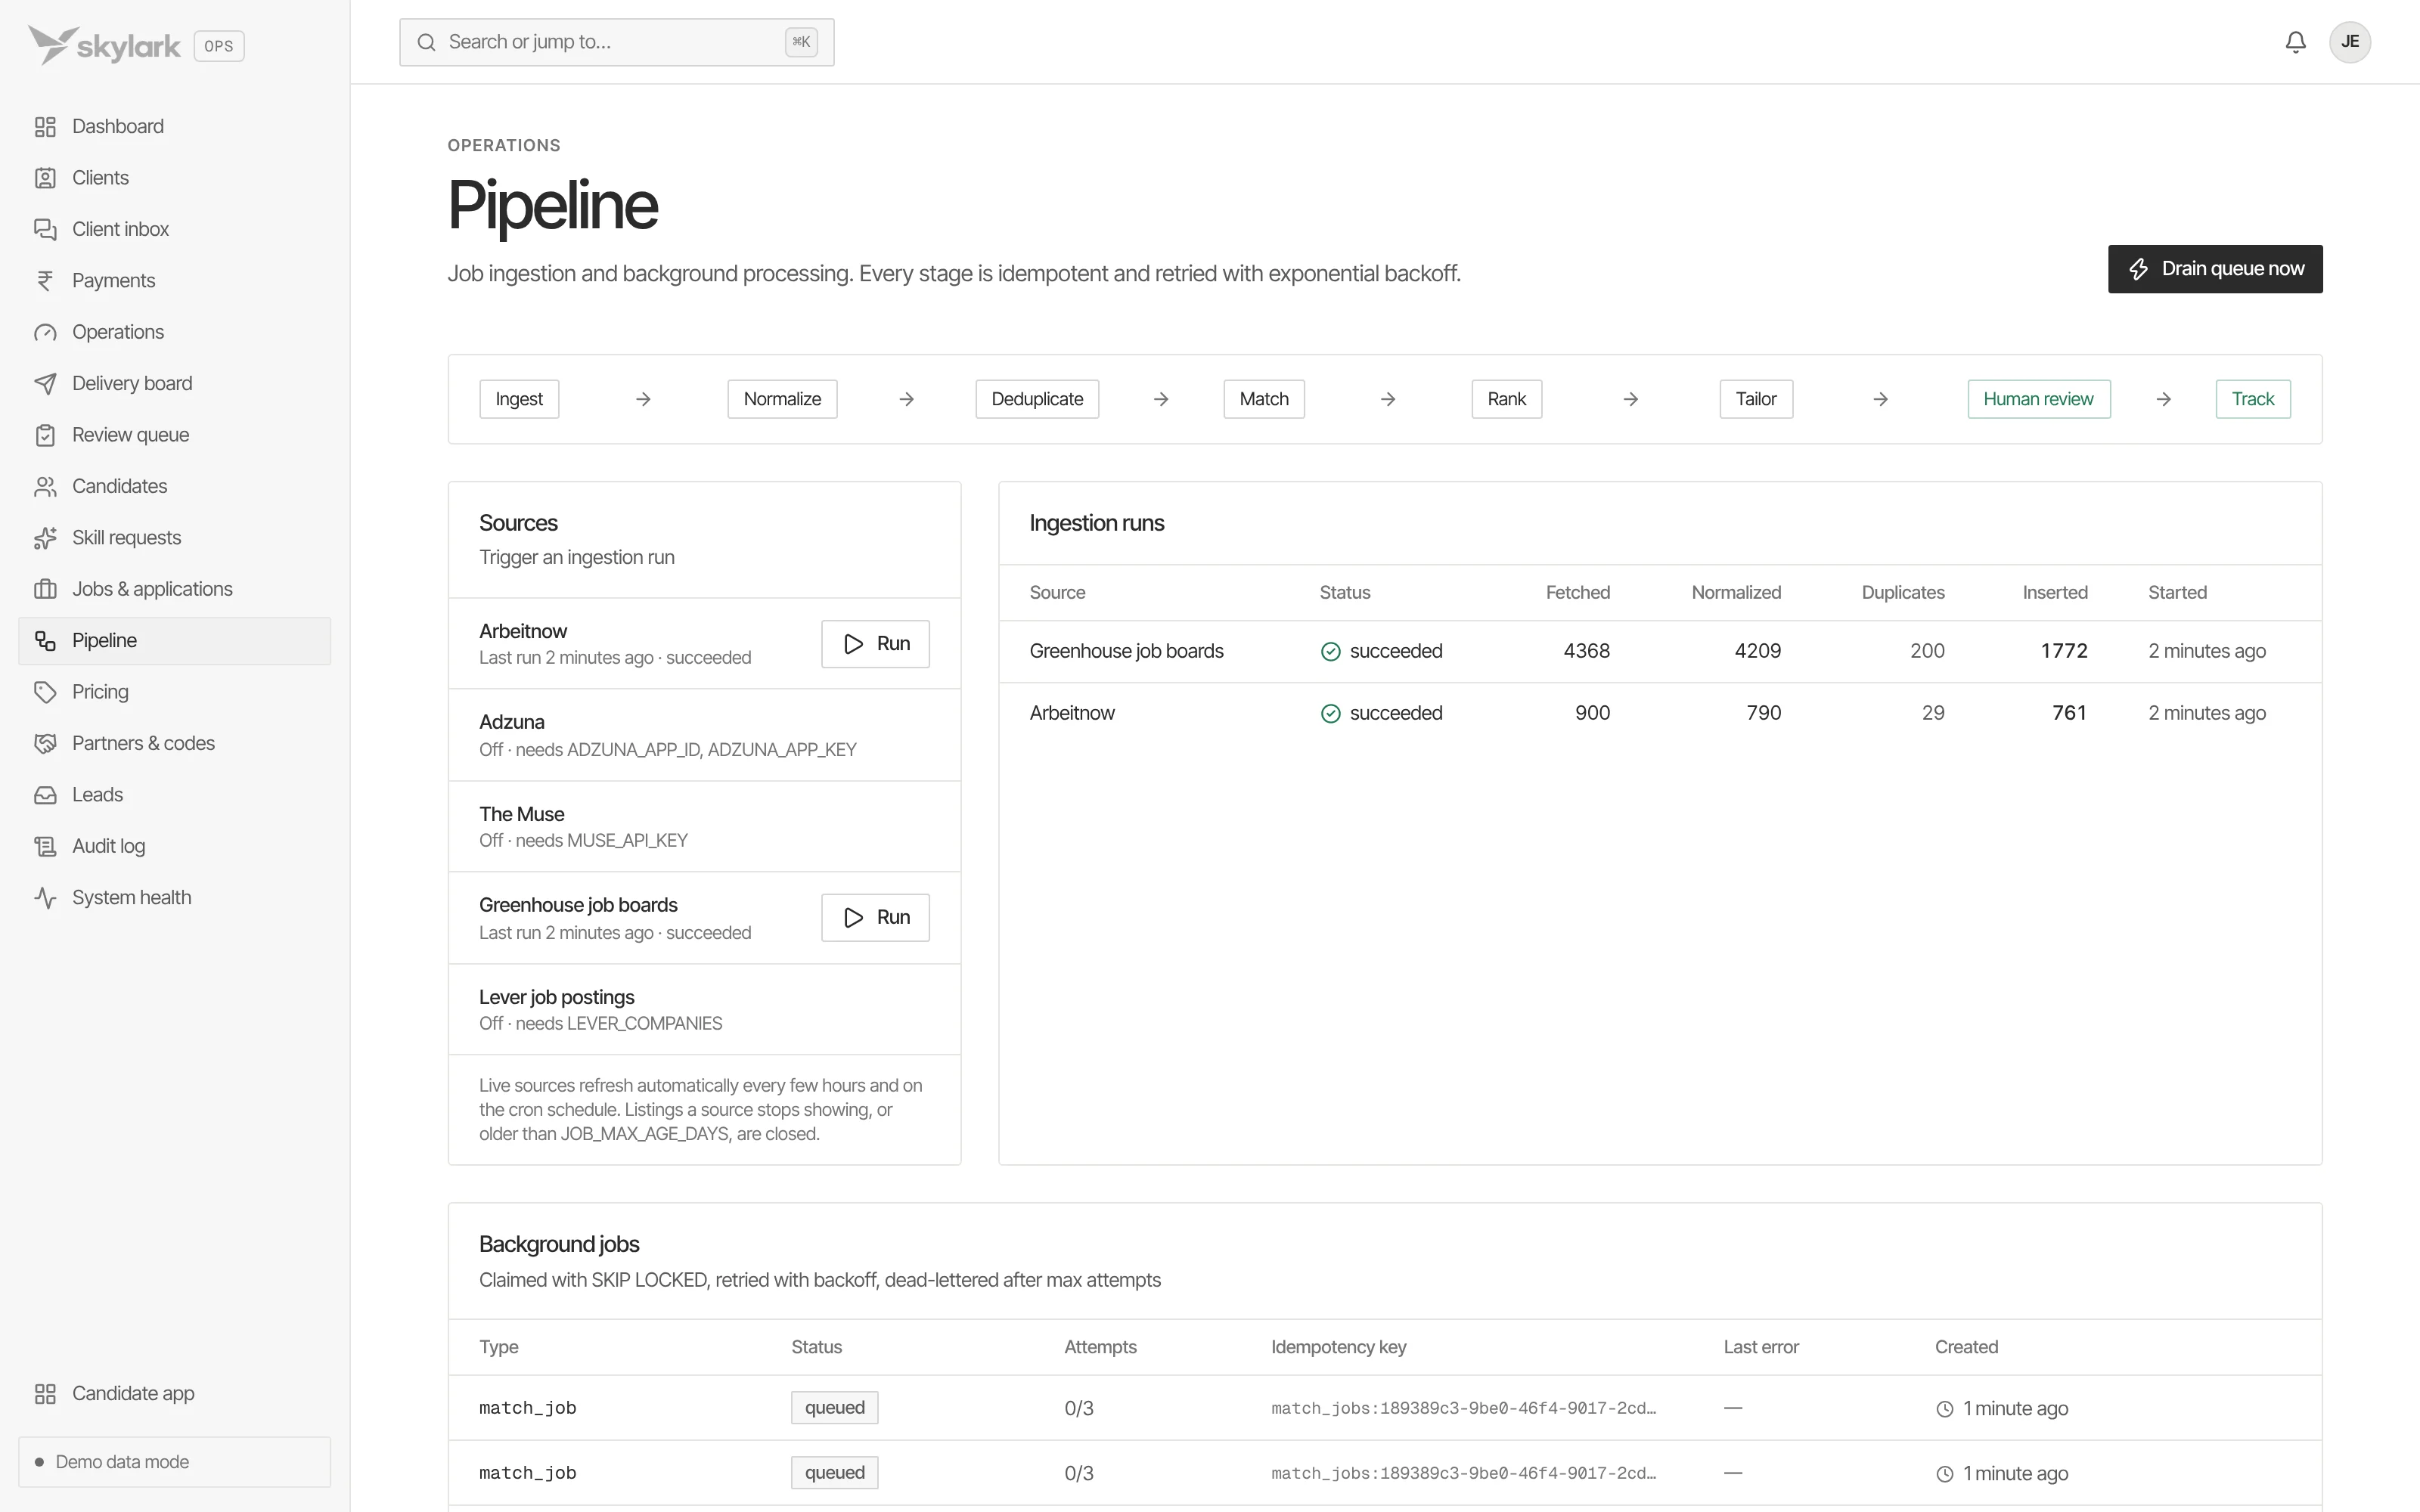 skylark OPS
Search or jump to... ⌘K
JE
Dashboard
Clients
Client inbox
Payments
Operations
Delivery board
Review queue
Candidates
Skill requests
Jobs & applications
Pipeline
Pricing
Partners & codes
Leads
Audit log
System health
Candidate app
Demo data mode
OPERATIONS
Pipeline
Job ingestion and background processing. Every stage is idempotent and retried with exponential backoff.
Drain queue now
Ingest → Normalize → Deduplicate → Match → Rank → Tailor → Human review → Track
Sources
Trigger an ingestion run
Arbeitnow
Last run 2 minutes ago · succeeded
Run
Adzuna
Off · needs ADZUNA_APP_ID, ADZUNA_APP_KEY
The Muse
Off · needs MUSE_API_KEY
Greenhouse job boards
Last run 2 minutes ago · succeeded
Run
Lever job postings
Off · needs LEVER_COMPANIES
Live sources refresh automatically every few hours and on
the cron schedule. Listings a source stops showing, or
older than JOB_MAX_AGE_DAYS, are closed.
Ingestion runs
Source Status Fetched Normalized Duplicates Inserted Started
Greenhouse job boards succeeded 4368 4209 200 1772 2 minutes ago
Arbeitnow succeeded 900 790 29 761 2 minutes ago
Background jobs
Claimed with SKIP LOCKED, retried with backoff, dead-lettered after max attempts
Type Status Attempts Idempotency key Last error Created
match_job queued 0/3 match_jobs:189389c3-9be0-46f4-9017-2cd… — 1 minute ago
match_job queued 0/3 match_jobs:189389c3-9be0-46f4-9017-2cd… — 1 minute ago